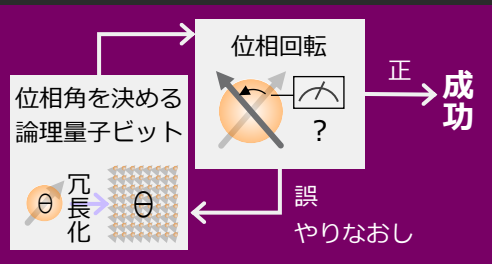 位相角を決める
論理量子ビット
θ
冗長化
θ
位相回転
?
正
成功
誤
やりなおし